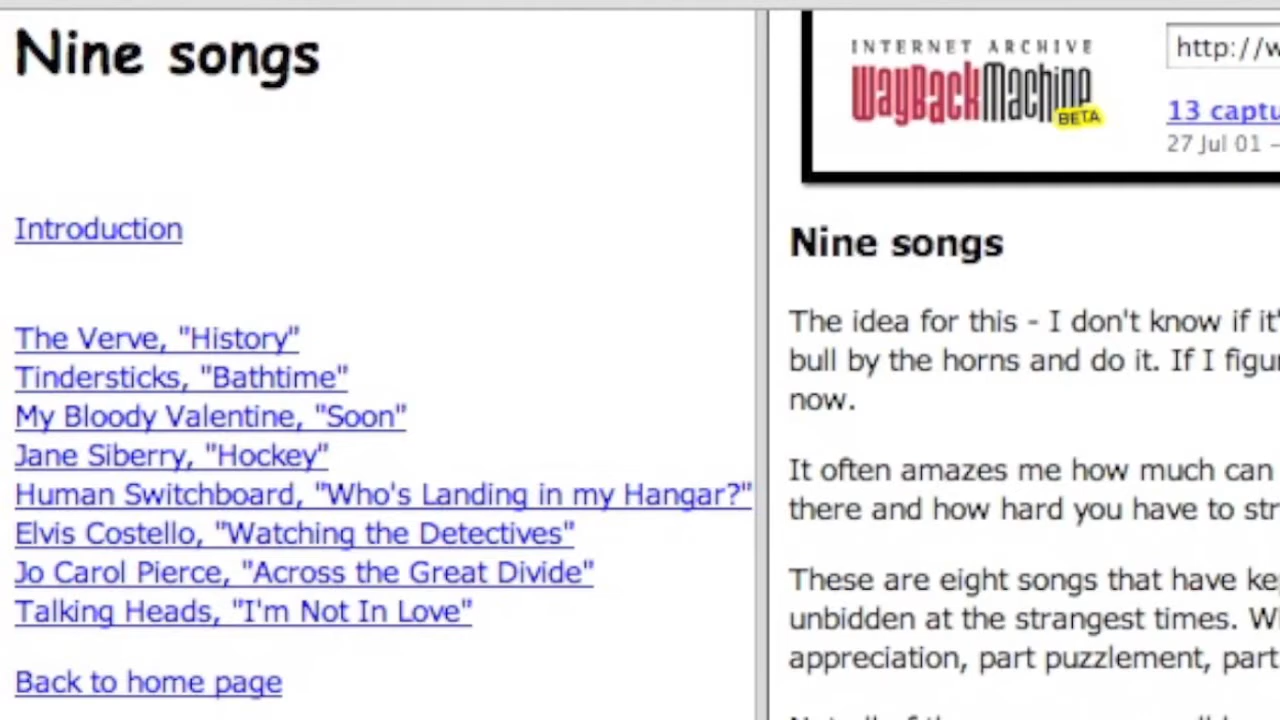 Nine songs
Introduction
The Verve, "History"
Tindersticks, "Bathtime"
My Bloody Valentine, "Soon"
Jane Siberry, "Hockey"
Human Switchboard, "Who's Landing in my Hangar?"
Elvis Costello, "Watching the Detectives"
Jo Carol Pierce, "Across the Great Divide"
Talking Heads, "I'm Not In Love"
Back to home page
INTERNET ARCHIVE
WayBackMachine
BETA
http://w
13 captu
27 Jul 01 -
Nine songs
The idea for this - I don't know if it'
bull by the horns and do it. If I figu
now.
It often amazes me how much can
there and how hard you have to str
These are eight songs that have ke
unbidden at the strangest times. W
appreciation, part puzzlement, part